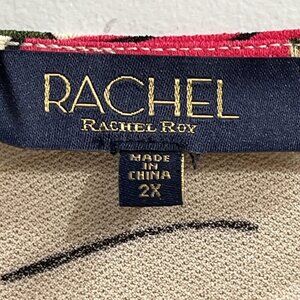 RACHEL
RACHEL ROY
MADE
IN
CHINA
2X